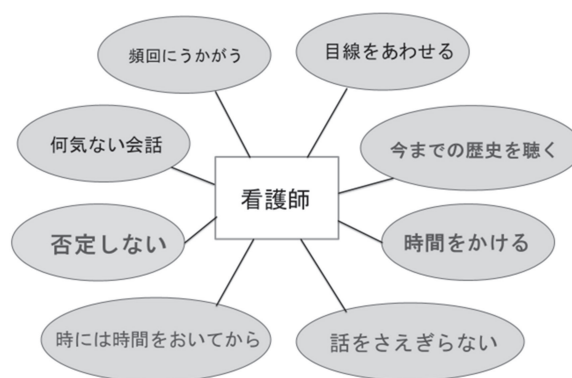 頻回にうかがう
目線をあわせる
何気ない会話
今までの歴史を聴く
看護師
否定しない
時間をかける
時には時間をおいてから
話をさえぎらない